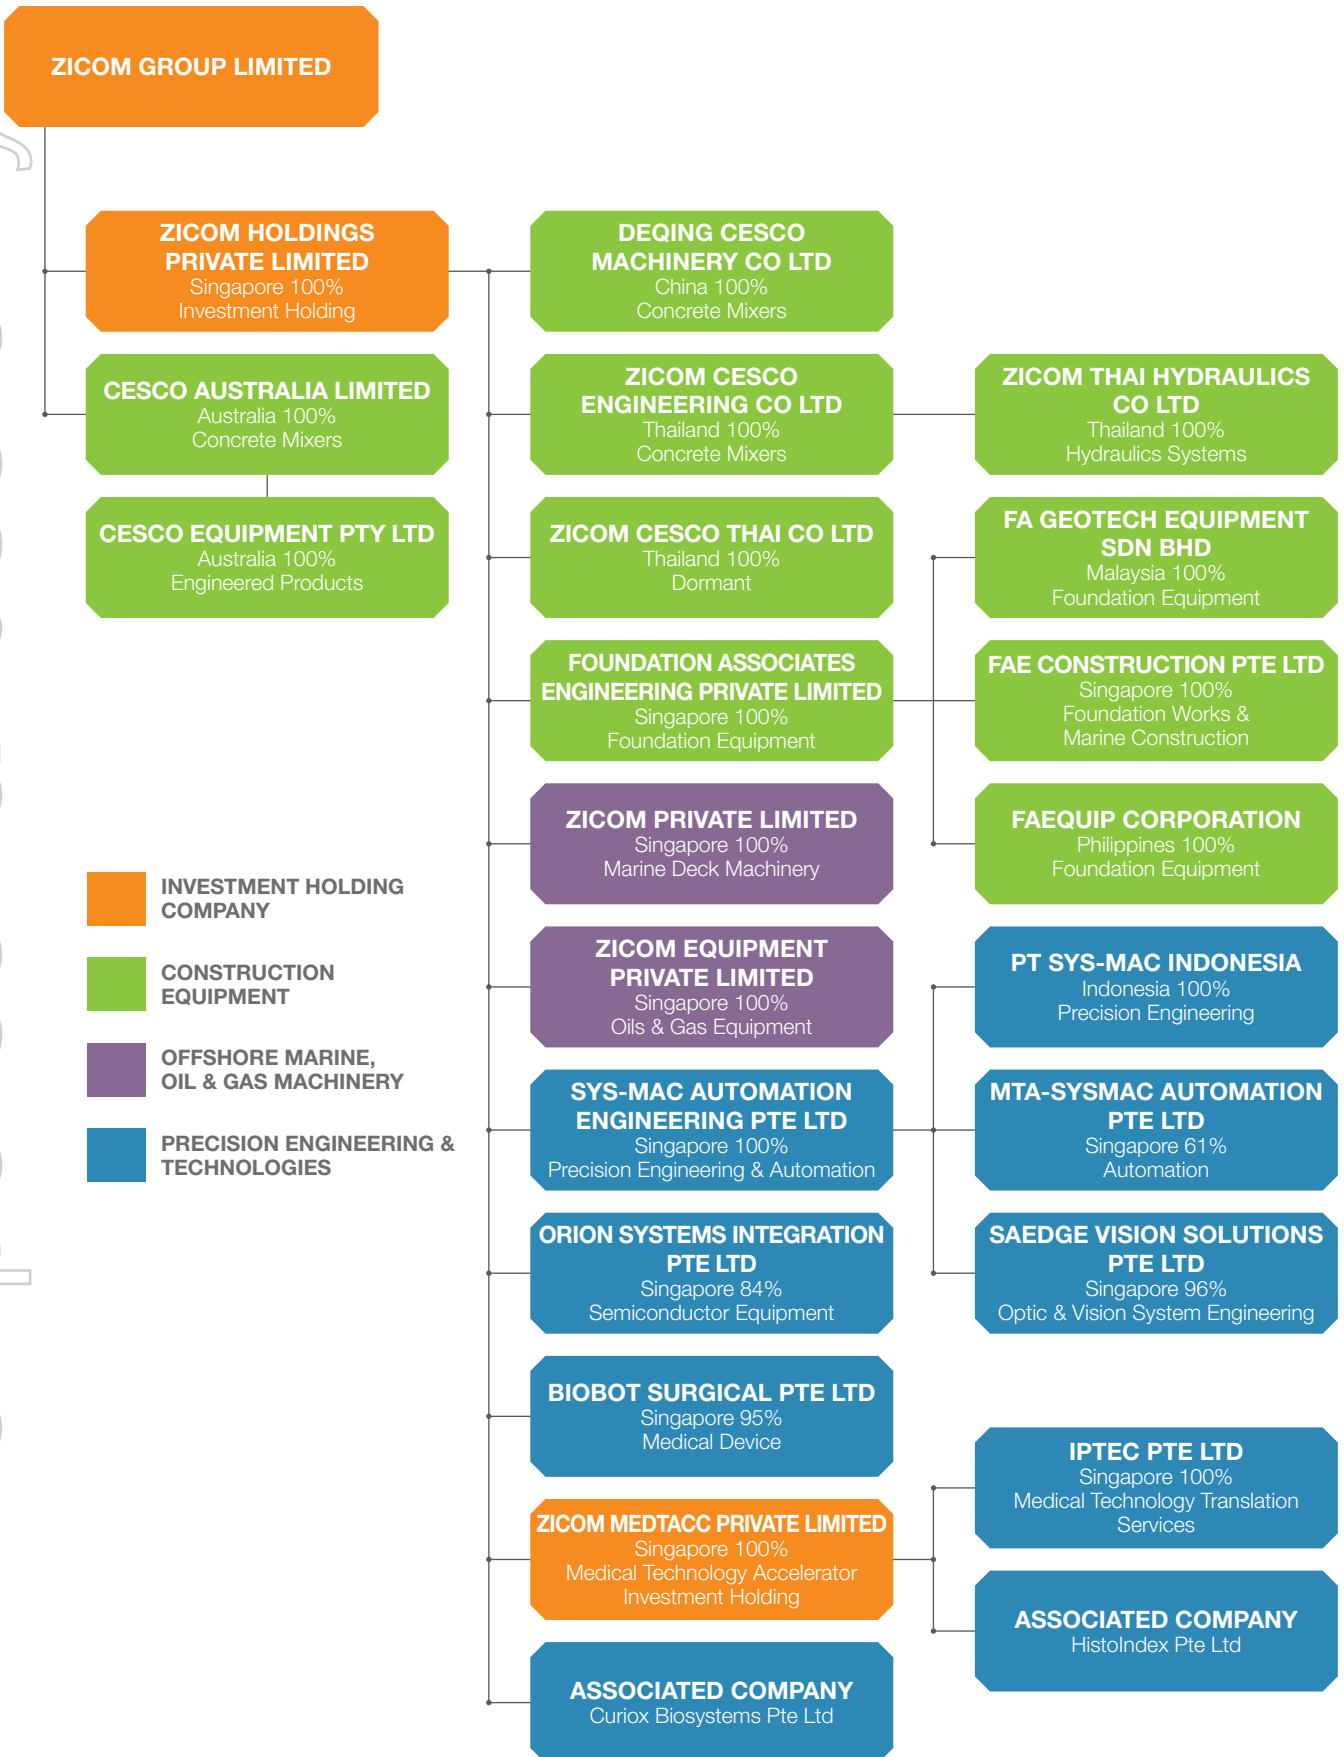 ZICOM GROUP LIMITED
ZICOM HOLDINGS
PRIVATE LIMITED
Singapore 100%
Investment Holding
CESCO AUSTRALIA LIMITED
Australia 100%
Concrete Mixers
CESCO EQUIPMENT PTY LTD
Australia 100%
Engineered Products
DEQING CESCO
MACHINERY CO LTD
China 100%
Concrete Mixers
ZICOM CESCO
ENGINEERING CO LTD
Thailand 100%
Concrete Mixers
ZICOM CESCO THAI CO LTD
Thailand 100%
Dormant
FOUNDATION ASSOCIATES
ENGINEERING PRIVATE LIMITED
Singapore 100%
Foundation Equipment
ZICOM PRIVATE LIMITED
Singapore 100%
Marine Deck Machinery
ZICOM EQUIPMENT
PRIVATE LIMITED
Singapore 100%
Oils & Gas Equipment
SYS-MAC AUTOMATION
ENGINEERING PTE LTD
Singapore 100%
Precision Engineering & Automation
ORION SYSTEMS INTEGRATION
PTE LTD
Singapore 84%
Semiconductor Equipment
BIOBOT SURGICAL PTE LTD
Singapore 95%
Medical Device
ZICOM MEDTACC PRIVATE LIMITED
Singapore 100%
Medical Technology Accelerator
Investment Holding
ASSOCIATED COMPANY
Curiox Biosystems Pte Ltd
ZICOM THAI HYDRAULICS
CO LTD
Thailand 100%
Hydraulics Systems
FA GEOTECH EQUIPMENT
SDN BHD
Malaysia 100%
Foundation Equipment
FAE CONSTRUCTION PTE LTD
Singapore 100%
Foundation Works &
Marine Construction
FAEQUIP CORPORATION
Philippines 100%
Foundation Equipment
PT SYS-MAC INDONESIA
Indonesia 100%
Precision Engineering
MTA-SYSMAC AUTOMATION
PTE LTD
Singapore 61%
Automation
SAEDGE VISION SOLUTIONS
PTE LTD
Singapore 96%
Optic & Vision System Engineering
IPTEC PTE LTD
Singapore 100%
Medical Technology Translation
Services
ASSOCIATED COMPANY
HistoIndex Pte Ltd
INVESTMENT HOLDING
COMPANY
CONSTRUCTION
EQUIPMENT
OFFSHORE MARINE,
OIL & GAS MACHINERY
PRECISION ENGINEERING &
TECHNOLOGIES